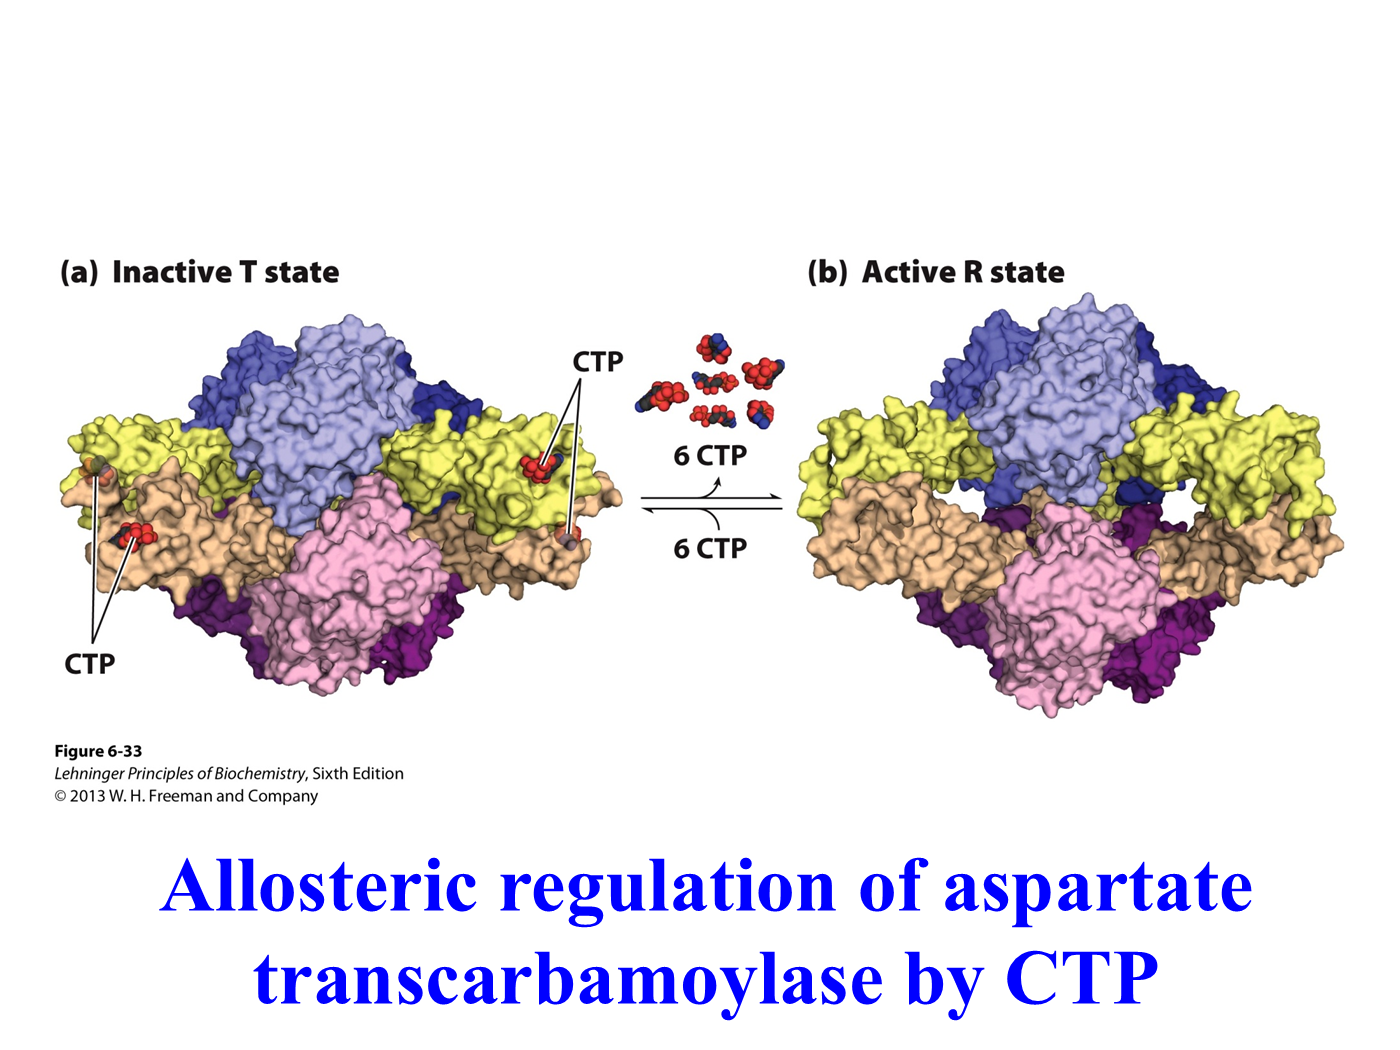 (a) Inactive T state
(b) Active R state
CTP
6 CTP
6 CTP
CTP
Figure 6-33
Lehninger Principles of Biochemistry, Sixth Edition
© 2013 W. H. Freeman and Company
Allosteric regulation of aspartate
transcarbamoylase by CTP